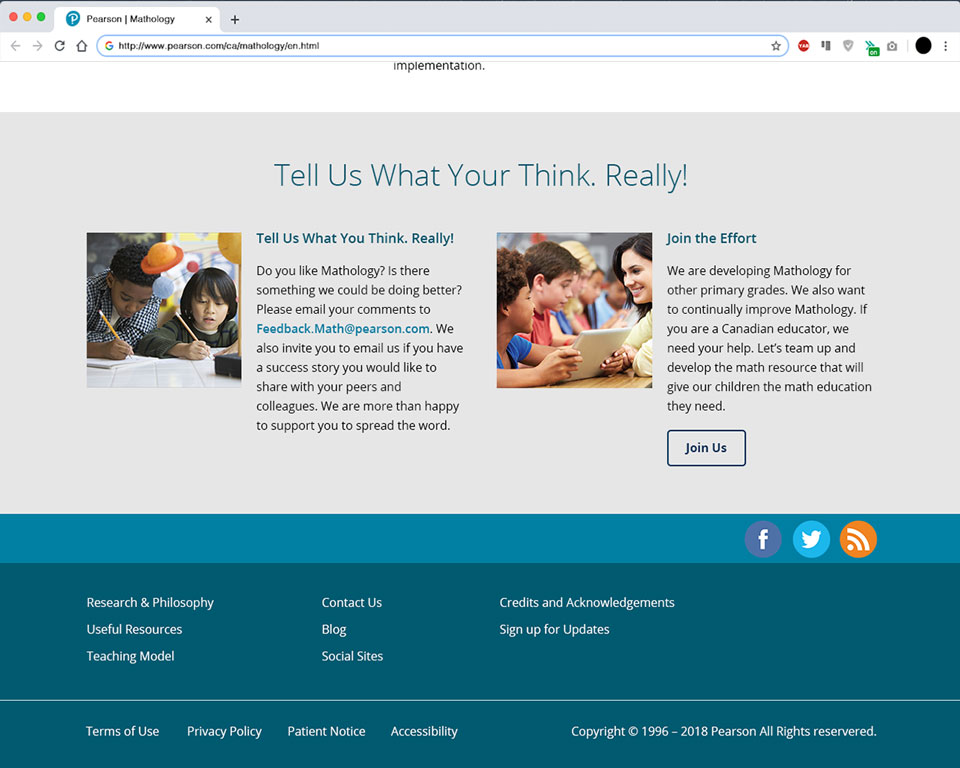 Pearson | Mathology
http://www.pearson.com/ca/mathology/en.html
on
implementation.
Tell Us What Your Think. Really!
Tell Us What You Think. Really!
Do you like Mathology? Is there
something we could be doing better?
Please email your comments to
Feedback.Math@pearson.com. We
also invite you to email us if you have
a success story you would like to
share with your peers and
colleagues. We are more than happy
to support you to spread the word.
Join the Effort
We are developing Mathology for
other primary grades. We also want
to continually improve Mathology. If
you are a Canadian educator, we
need your help. Let's team up and
develop the math resource that will
give our children the math education
they need.
Join Us
Research & Philosophy
Useful Resources
Teaching Model
Contact Us
Blog
Social Sites
Credits and Acknowledgements
Sign up for Updates
Terms of Use Privacy Policy Patient Notice Accessibility Copyright © 1996 – 2018 Pearson All Rights reservered.